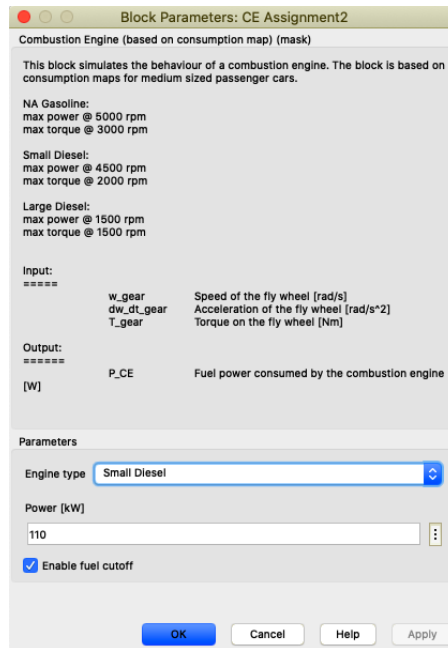 Block Parameters: CE Assignment2
Combustion Engine (based on consumption map) (mask)
This block simulates the behaviour of a combustion engine. The block is based on
consumption maps for medium sized passenger cars.
NA Gasoline:
max power @ 5000 rpm
max torque @ 3000 rpm
Small Diesel:
max power @ 4500 rpm
max torque @ 2000 rpm
Large Diesel:
max power @ 1500 rpm
max torque @ 1500 rpm
Input:
=====
w_gear Speed of the fly wheel [rad/s]
dw_dt_gear Acceleration of the fly wheel [rad/s^2]
T_gear Torque on the fly wheel [Nm]
Output:
======
P_CE Fuel power consumed by the combustion engine
[W]
Parameters
Engine type Small Diesel
Power [kW]
110
Enable fuel cutoff
OK Cancel Help Apply